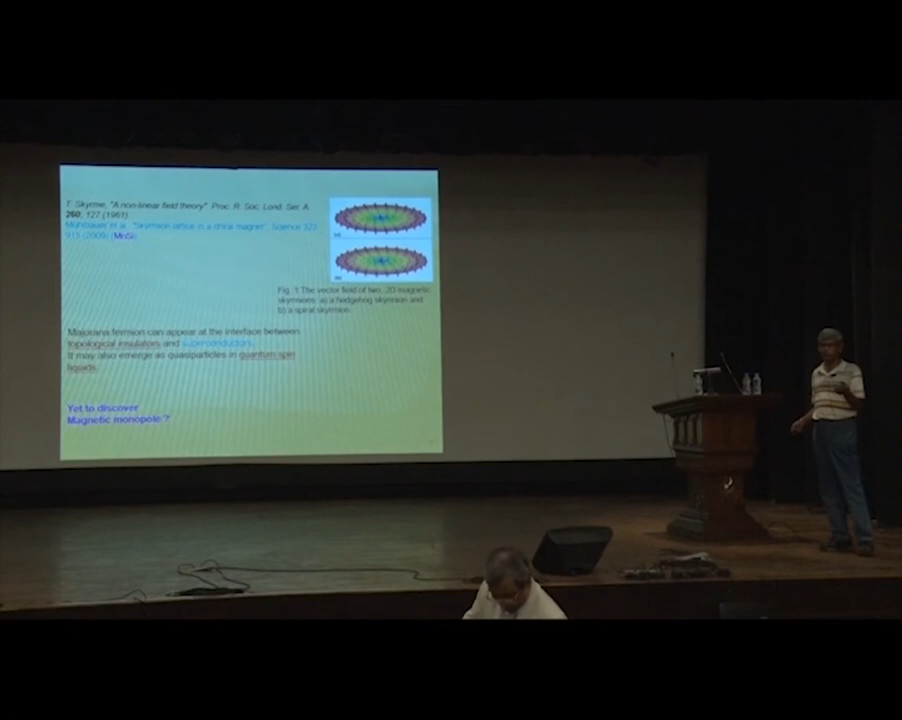 T. Skyrme, "A non-linear field theory". Proc. R. Soc. Lond. Ser. A
260, 127 (1961).
Muhlbauer et al. "Skyrmion lattice in a chiral magnet". Science 323
915 (2009) (MnSi)
(a)
(b)
Fig. 1 The vector field of two, 2D magnetic
skyrmions: a) a hedgehog skyrmion and
b) a spiral skyrmion.
Majorana fermion can appear at the interface between
topological insulators and superconductors.
It may also emerge as quasiparticles in quantum spin
liquids.
Yet to discover
Magnetic monopole ?